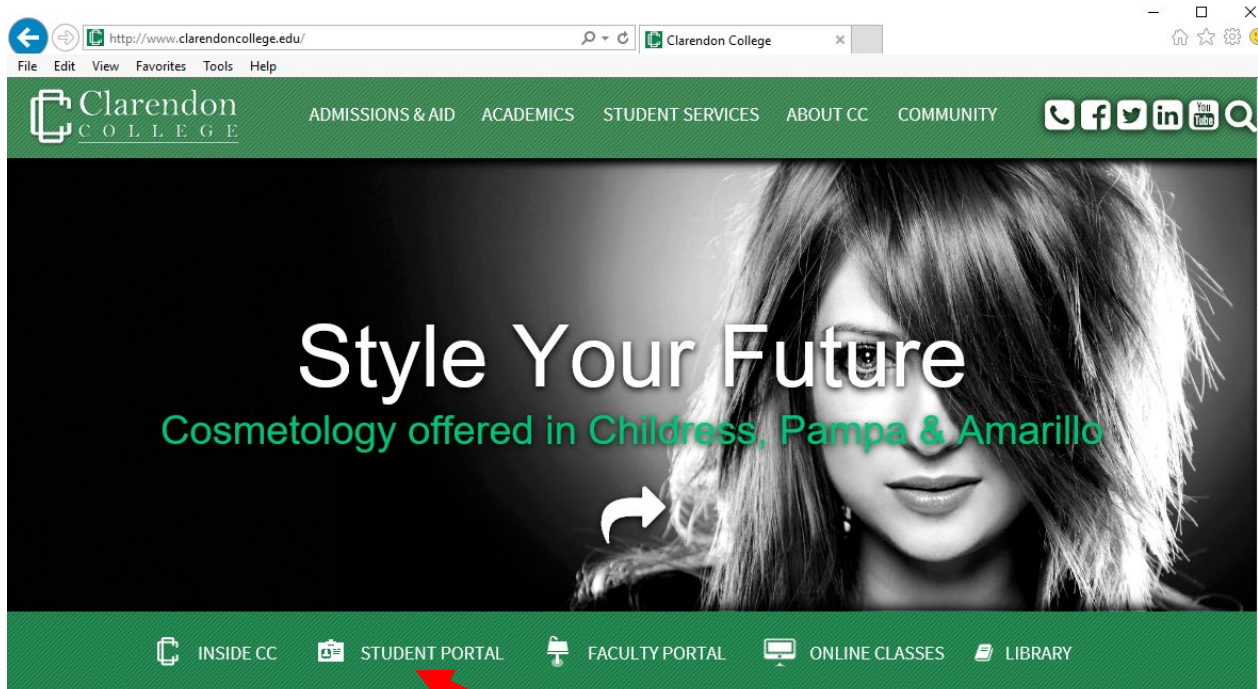 http://www.clarendoncollege.edu/
Clarendon College
File Edit View Favorites Tools Help
Clarendon
COLLEGE
ADMISSIONS & AID ACADEMICS STUDENT SERVICES ABOUT CC COMMUNITY
You
Tube
Style Your Future
Cosmetology offered in Childress, Pampa & Amarillo
INSIDE CC STUDENT PORTAL FACULTY PORTAL ONLINE CLASSES LIBRARY